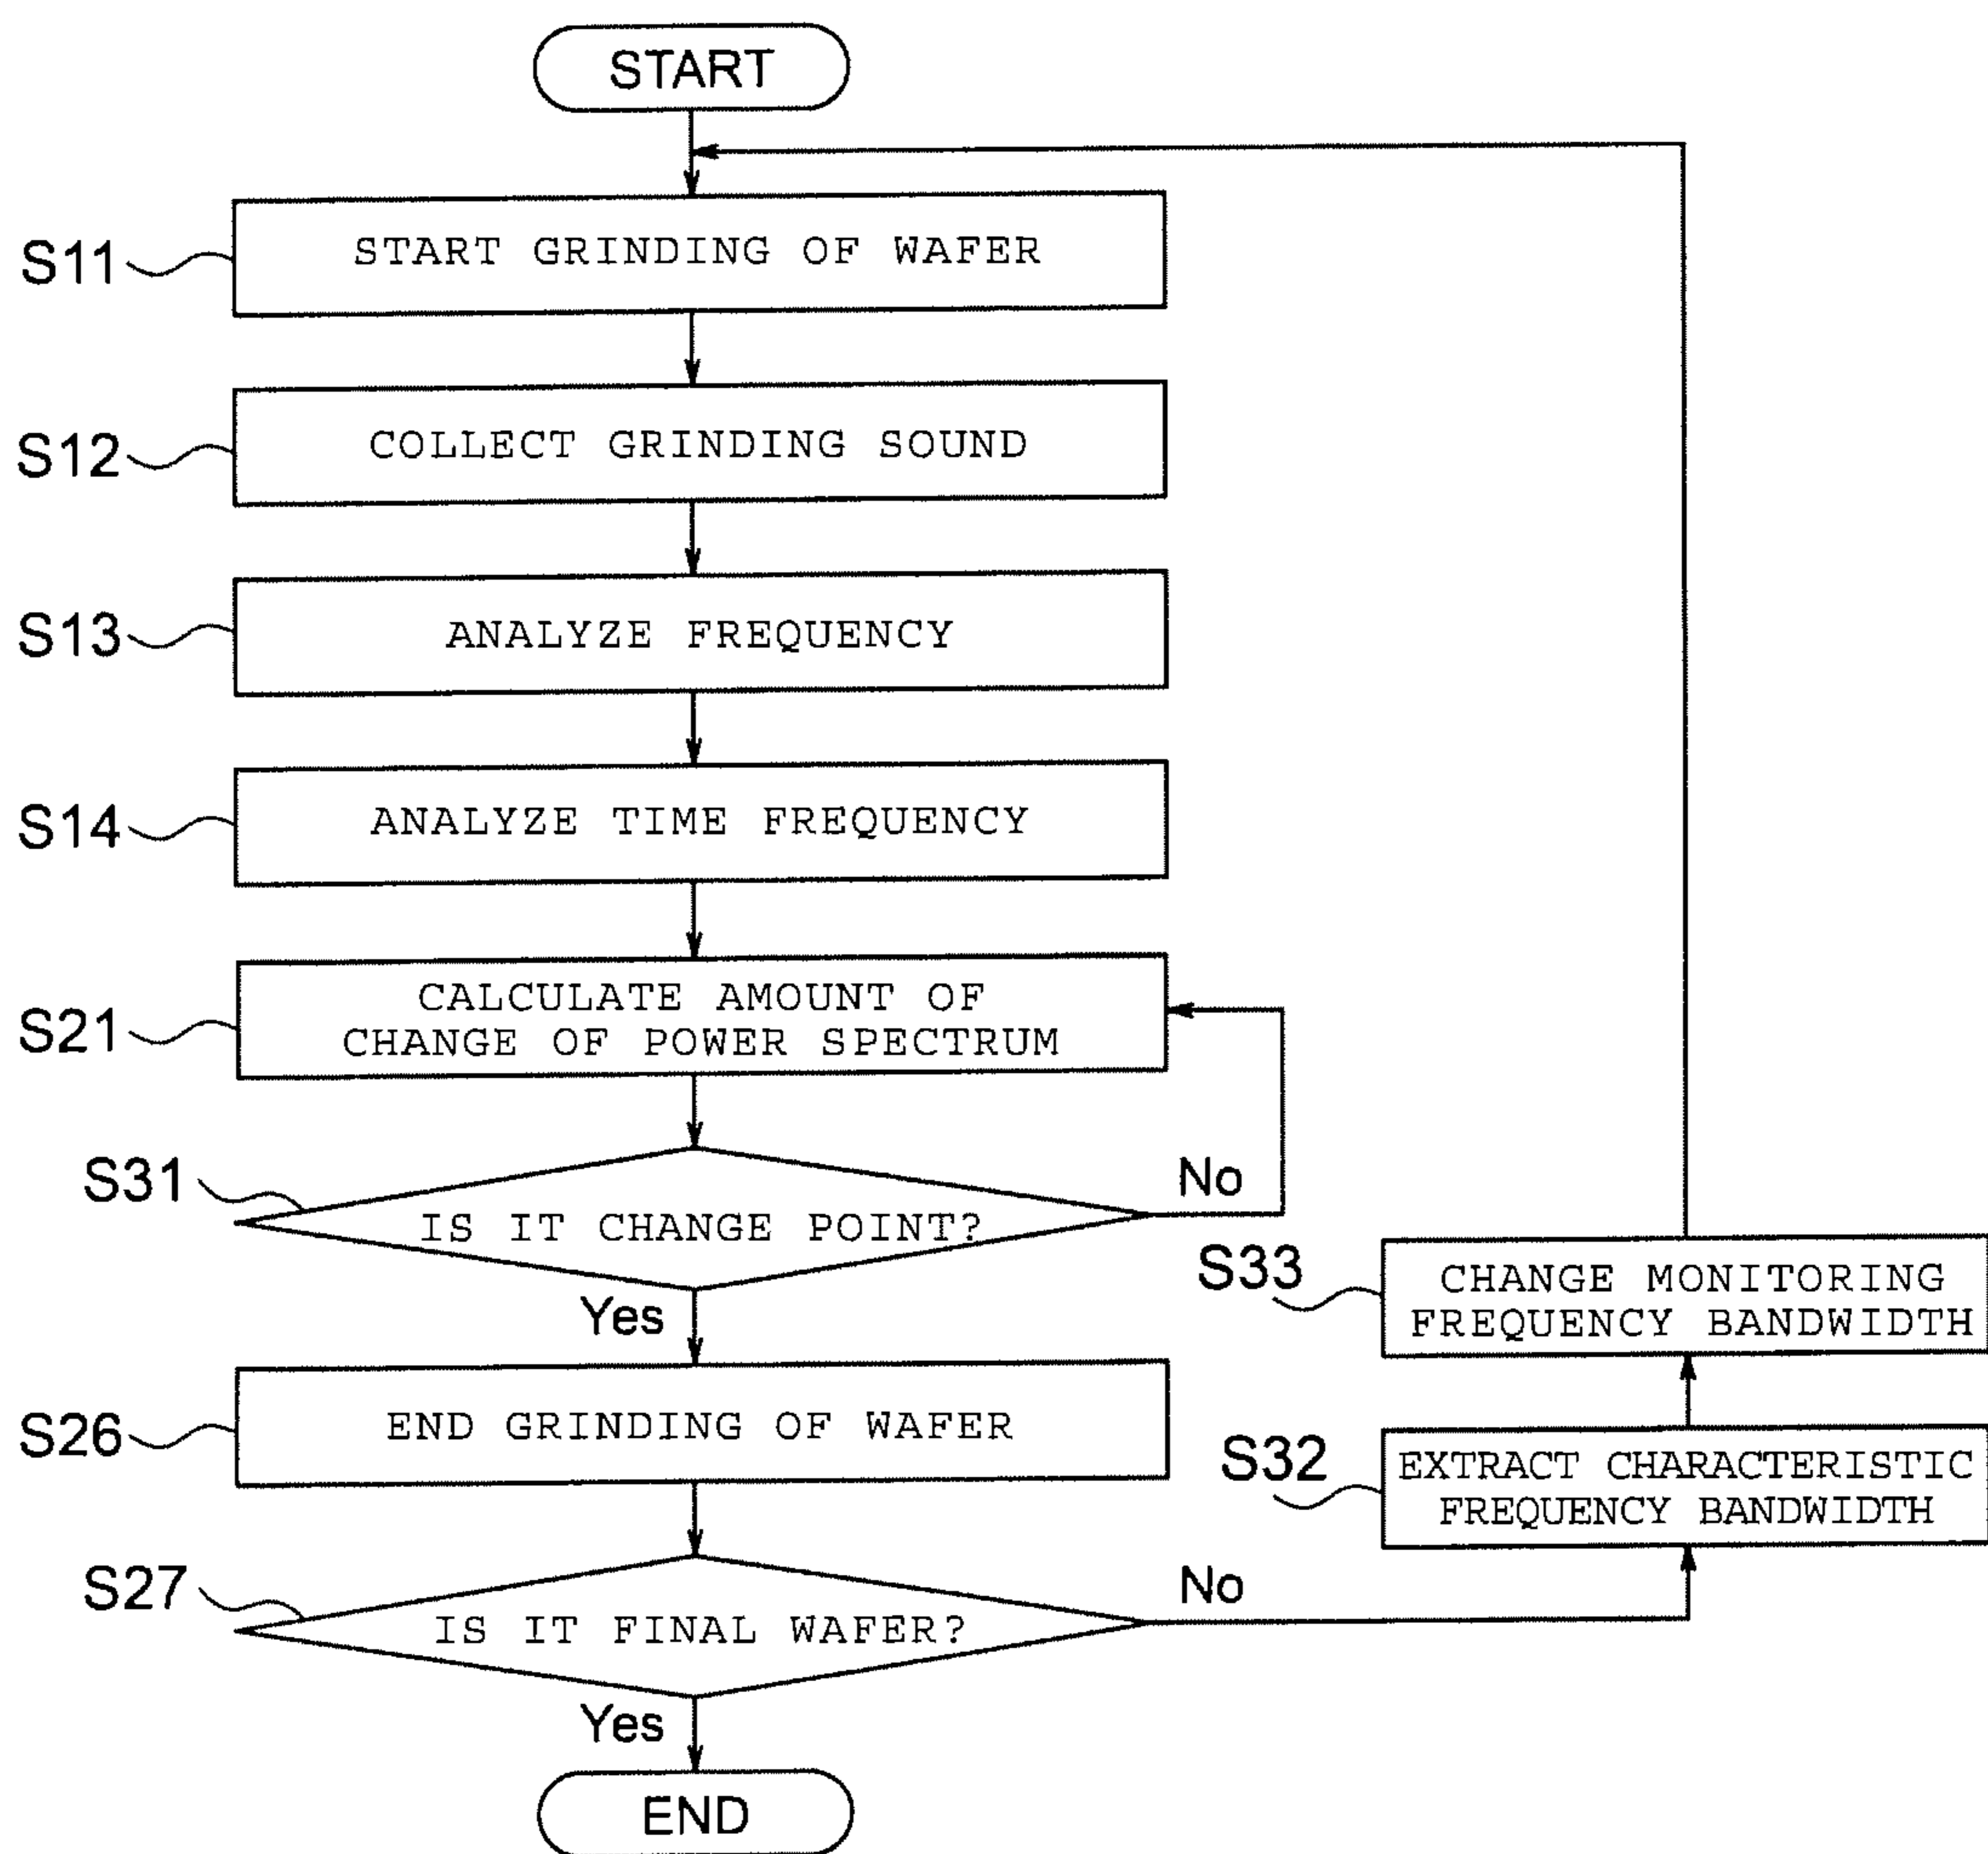 START
S11
START GRINDING OF WAFER
S12
COLLECT GRINDING SOUND
S13
ANALYZE FREQUENCY
S14
ANALYZE TIME FREQUENCY
S21
CALCULATE AMOUNT OF
CHANGE OF POWER SPECTRUM
S31
IS IT CHANGE POINT?
No
Yes
S33
CHANGE MONITORING
FREQUENCY BANDWIDTH
S26
END GRINDING OF WAFER
S32
EXTRACT CHARACTERISTIC
FREQUENCY BANDWIDTH
S27
IS IT FINAL WAFER?
No
Yes
END